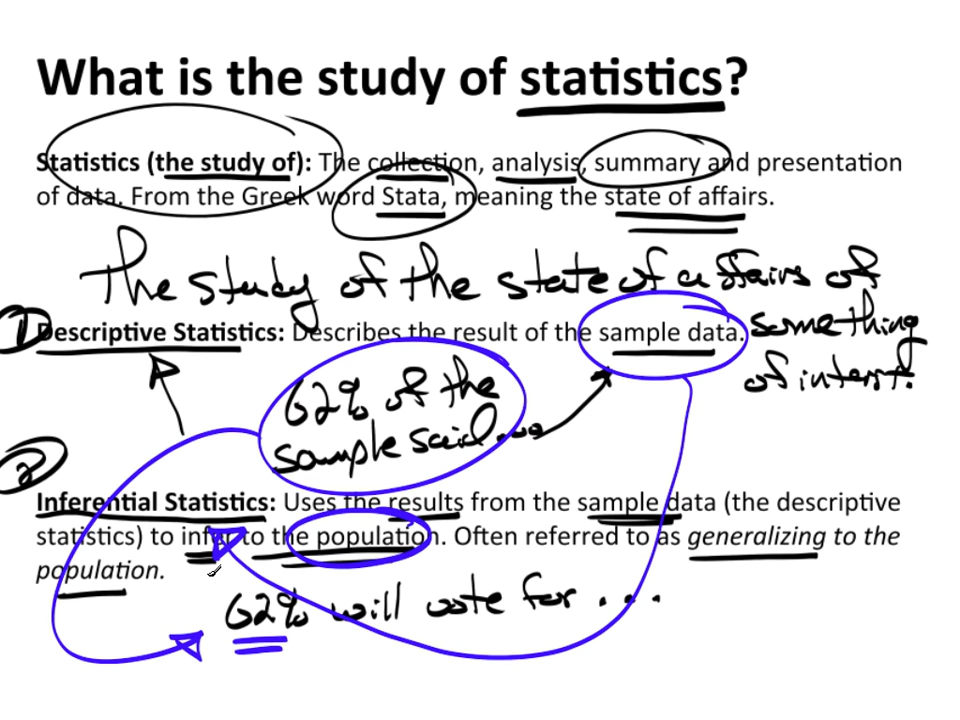 What is the study of statistics?
Statistics (the study of): The collection, analysis, summary and presentation
of data. From the Greek word Stata, meaning the state of affairs.
The study of the state of affairs of
something
of interest.
1 Descriptive Statistics: Describes the result of the sample data.
62% of the
sample said...
2
Inferential Statistics: Uses the results from the sample data (the descriptive
statistics) to infer to the population. Often referred to as generalizing to the
population.
62% will vote for ...